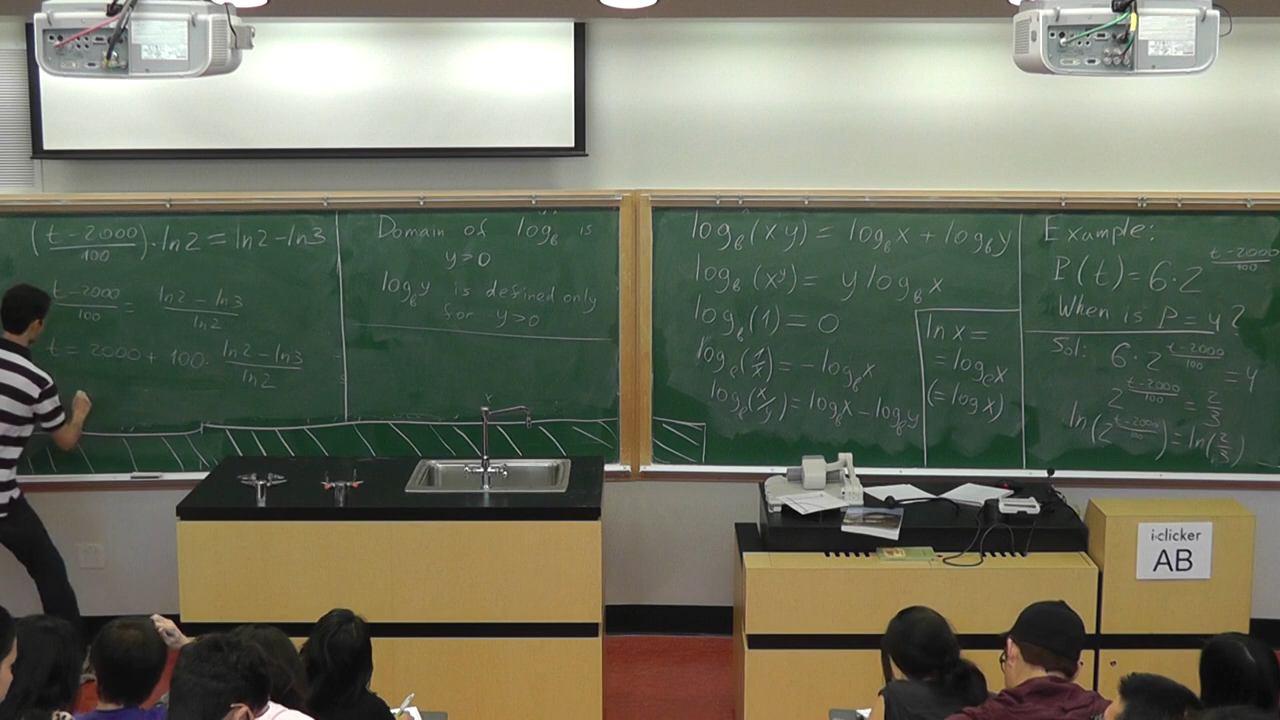 (t-2000/100)·ln2 = ln2-ln3
t-2000/100 = ln2-ln3/ln2
t = 2000+100· ln2-ln3/ln2
Domain of log_b is
y>0
log_b y is defined only
for y>0
log_b(xy) = log_b x + log_b y
log_b(x^y) = y log_b x
log_b(1) = 0
log_b(1/x) = -log_b x
log_b(x/y) = log_b x - log_b y
ln x =
= log_e x
(= log x)
Example:
P(t) = 6·2^(t-2000/100)
When is P = 4?
Sol: 6·2^(t-2000/100) = 4
2^(t-2000/100) = 2/3
ln(2^(t-2000/100)) = ln(2/3)
i-clicker
AB